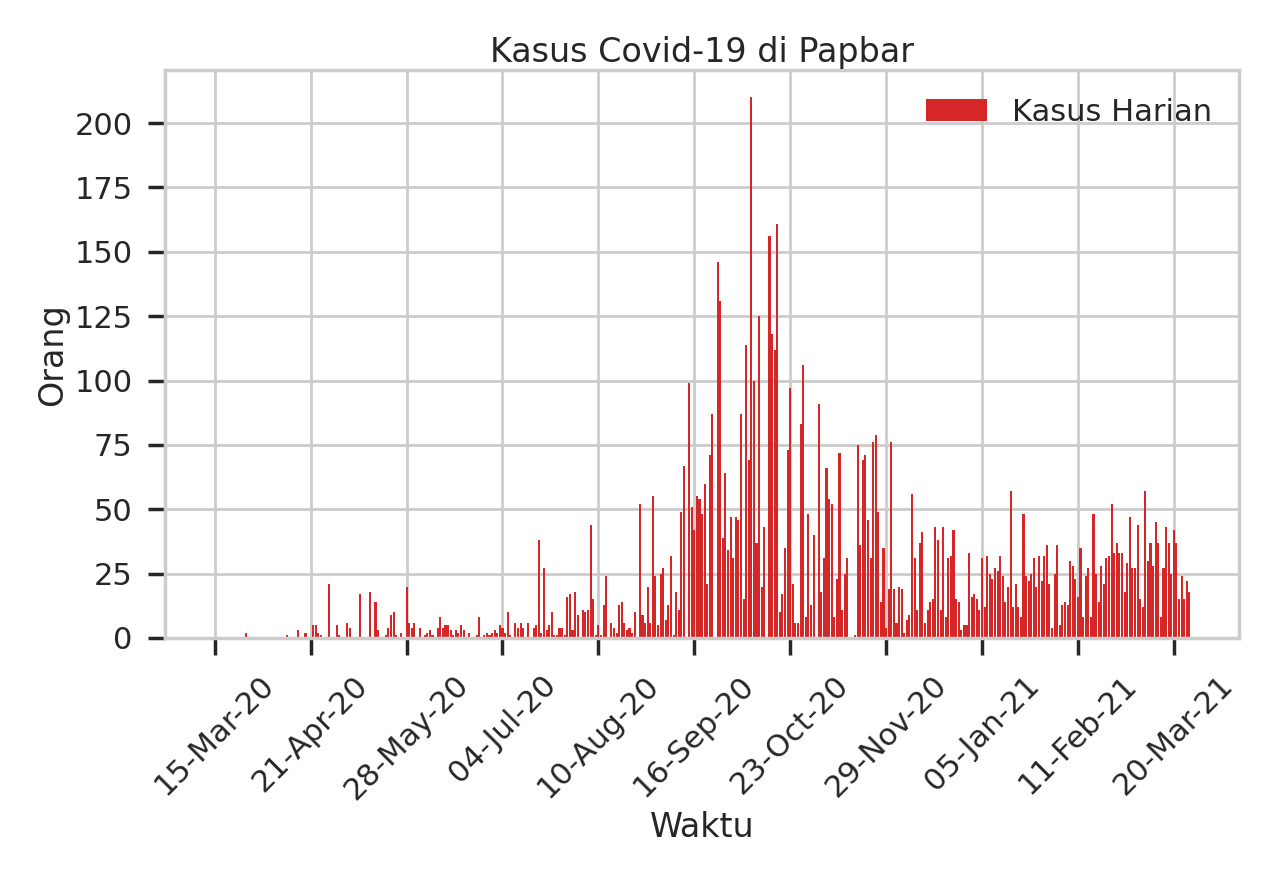 Kasus Covid-19 di Papbar
Kasus Harian
200
175
150
125
100
75
50
25
0
Orang
15-Mar-20
21-Apr-20
28-May-20
04-Jul-20
10-Aug-20
16-Sep-20
23-Oct-20
29-Nov-20
05-Jan-21
11-Feb-21
20-Mar-21
Waktu